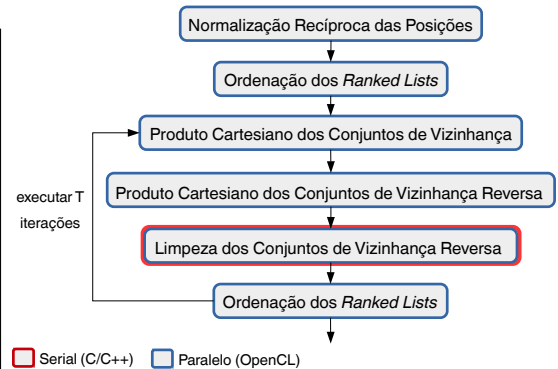 Normalização Recíproca das Posições
Ordenação dos Ranked Lists
Produto Cartesiano dos Conjuntos de Vizinhança
executar T
iterações
Produto Cartesiano dos Conjuntos de Vizinhança Reversa
Limpeza dos Conjuntos de Vizinhança Reversa
Ordenação dos Ranked Lists
Serial (C/C++)
Paralelo (OpenCL)